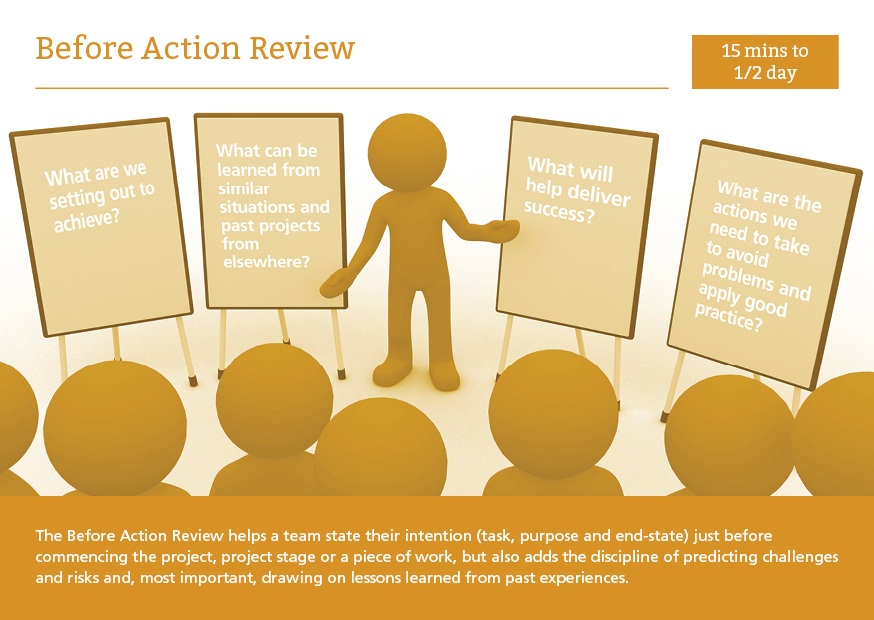 Before Action Review
15 mins to
1/2 day
What are we
setting out to
achieve?
What can be
learned from
similar
situations and
past projects
from
elsewhere?
What will
help deliver
success?
What are the
actions we
need to take
to avoid
problems and
apply good
practice?
The Before Action Review helps a team state their intention (task, purpose and end-state) just before
commencing the project, project stage or a piece of work, but also adds the discipline of predicting challenges
and risks and, most important, drawing on lessons learned from past experiences.